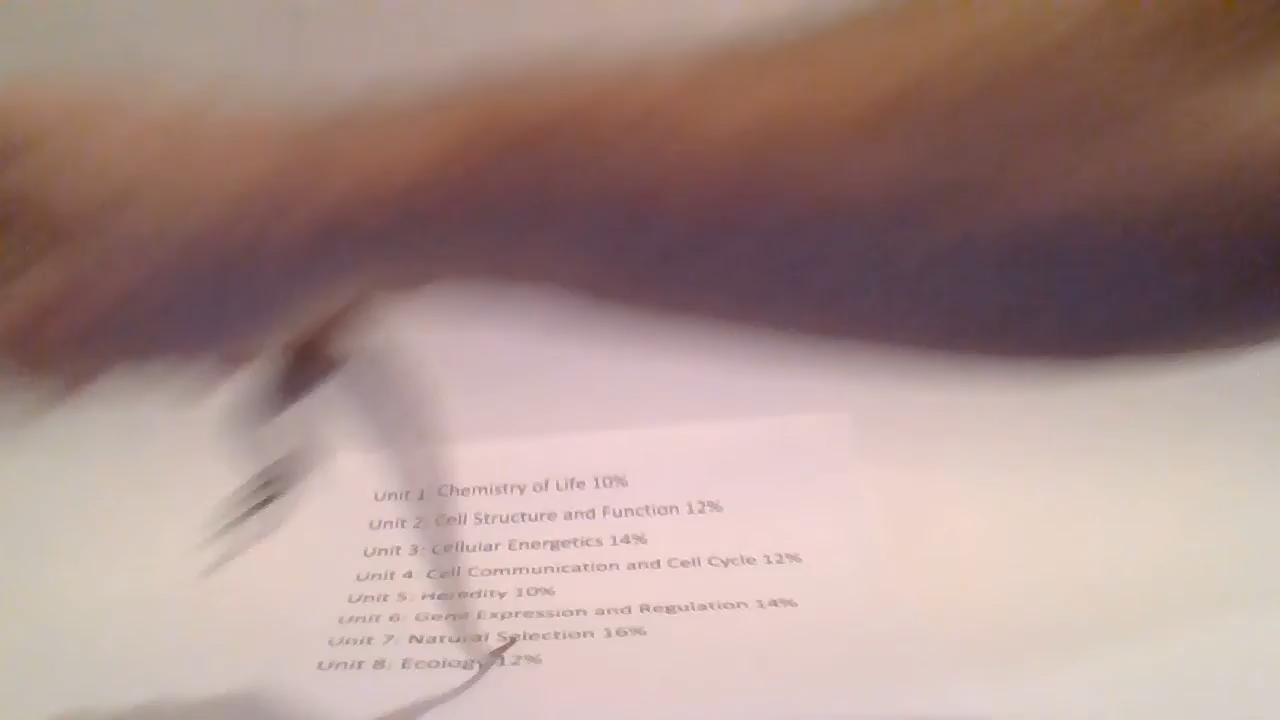 Unit 1: Chemistry of Life 10%
Unit 2: Cell Structure and Function 12%
Unit 3: Cellular Energetics 14%
Unit 4: Cell Communication and Cell Cycle 12%
Unit 5: Heredity 10%
Unit 6: Gene Expression and Regulation 14%
Unit 7: Natural Selection 16%
Unit 8: Ecology 12%